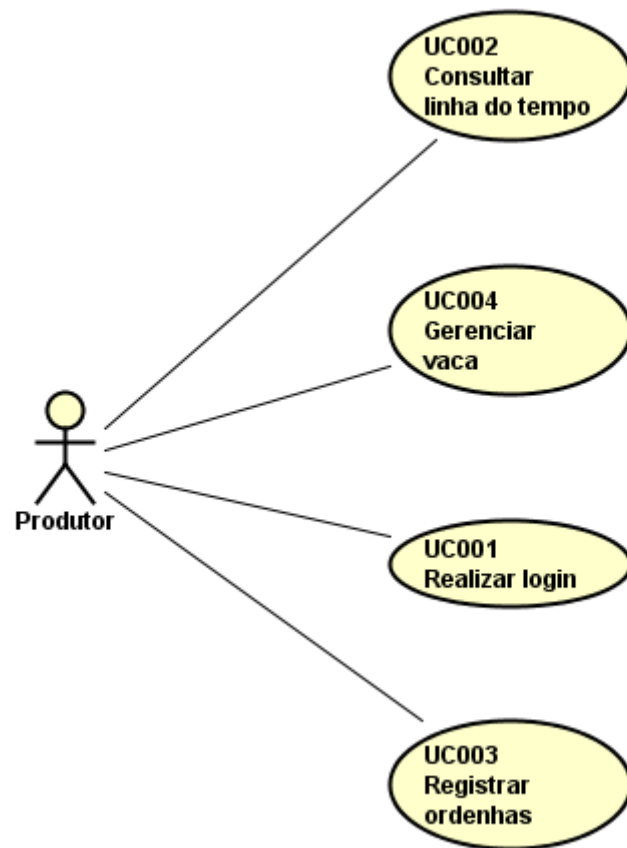 UC002
Consultar
linha do tempo
UC004
Gerenciar
vaca
Produtor
UC001
Realizar login
UC003
Registrar
ordenhas